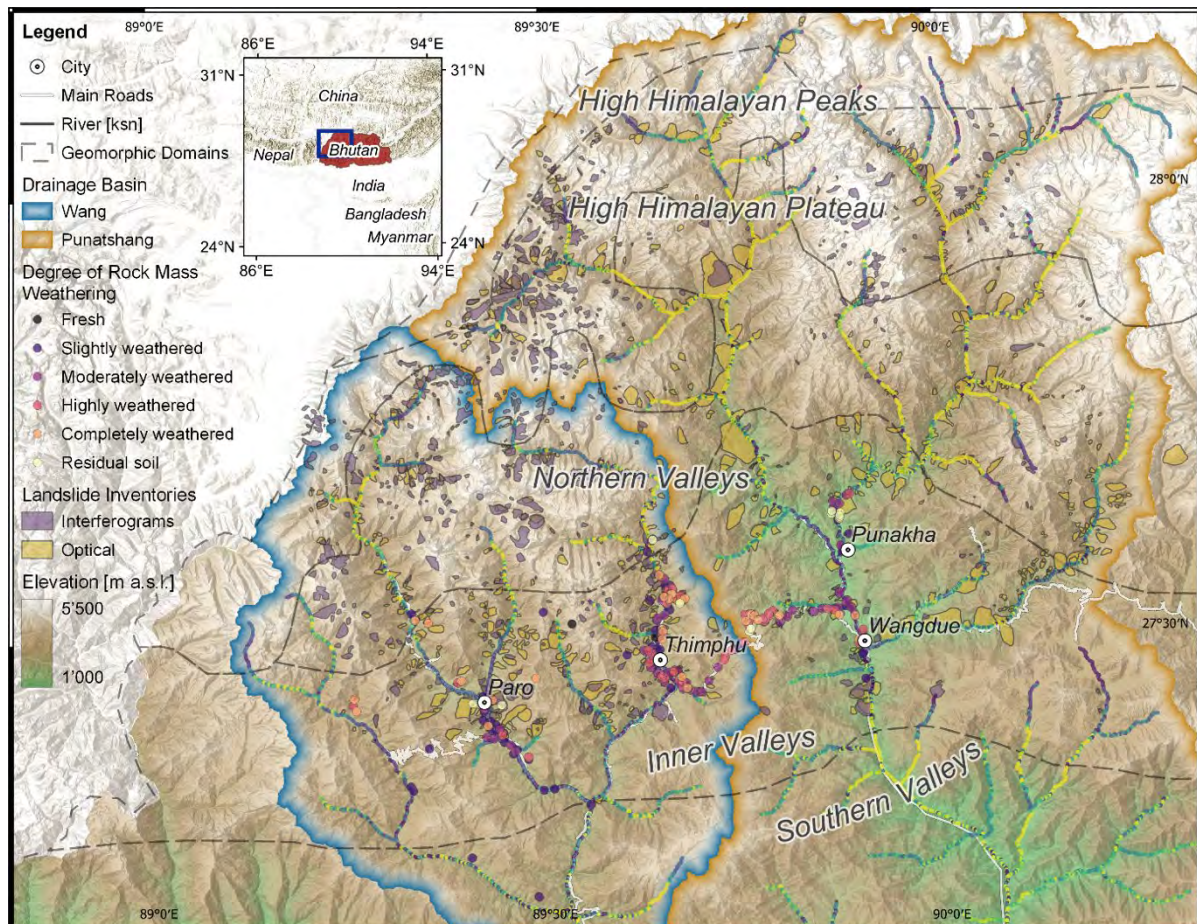 89°0'E
89°30'E
90°0'E
Legend
City
Main Roads
River [ksn]
Geomorphic Domains
Drainage Basin
Wang
Punatshang
Degree of Rock Mass
Weathering
Fresh
Slightly weathered
Moderately weathered
Highly weathered
Completely weathered
Residual soil
Landslide Inventories
Interferograms
Optical
Elevation [m a.s.l.]
5'500
1'000
86°E
94°E
31°N
31°N
China
Nepal
Bhutan
India
Bangladesh
Myanmar
24°N
24°N
86°E
94°E
High Himalayan Peaks
28°0'N
High Himalayan Plateau
Northern Valleys
Punakha
27°30'N
Wangdue
Thimphu
Paro
Inner Valleys
Southern Valleys
89°0'E
89°30'E
90°0'E